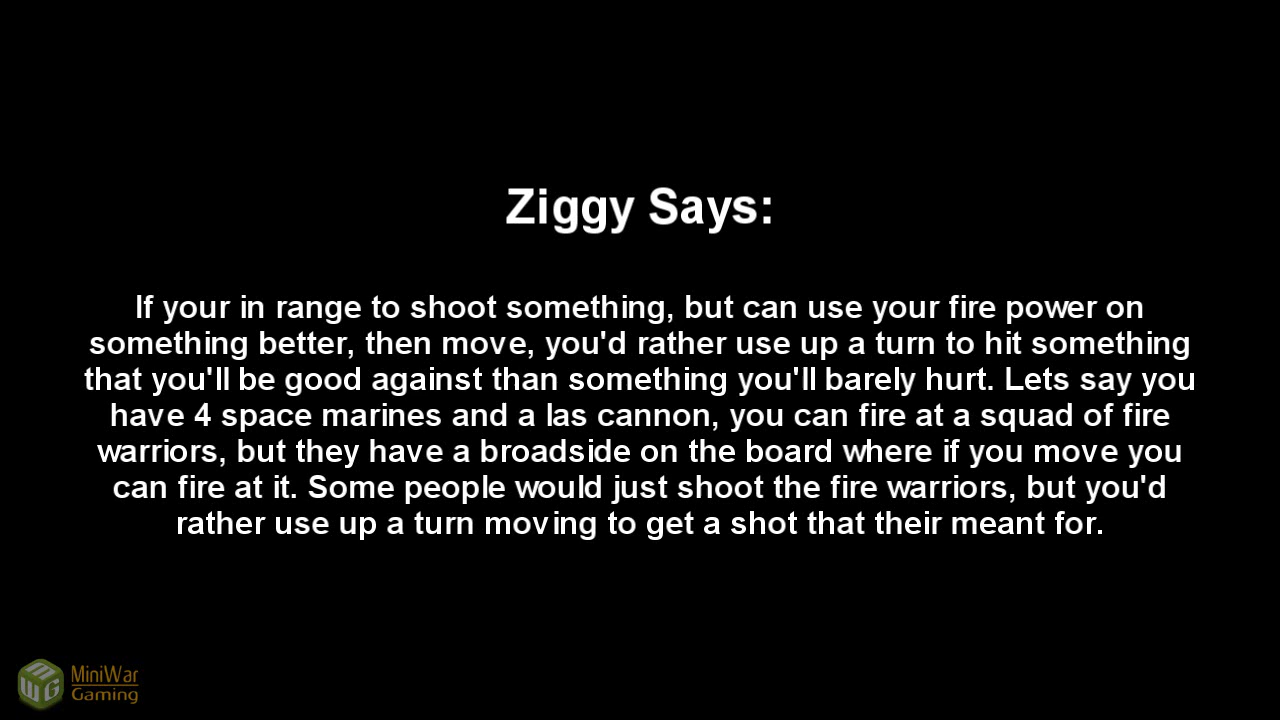 Ziggy Says:
If your in range to shoot something, but can use your fire power on
something better, then move, you'd rather use up a turn to hit something
that you'll be good against than something you'll barely hurt. Lets say you
have 4 space marines and a las cannon, you can fire at a squad of fire
warriors, but they have a broadside on the board where if you move you
can fire at it. Some people would just shoot the fire warriors, but you'd
rather use up a turn moving to get a shot that their meant for.
MWG
MiniWar
Gaming